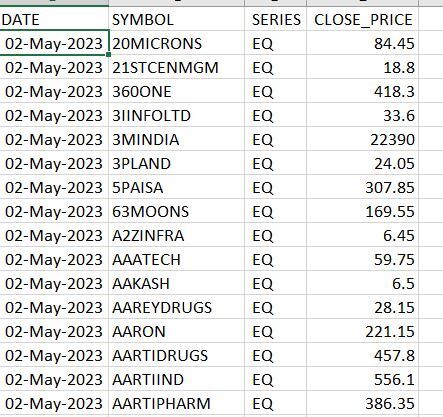 DATE SYMBOL SERIES CLOSE_PRICE
02-May-2023 20MICRONS EQ 84.45
02-May-2023 21STCENMGM EQ 18.8
02-May-2023 360ONE EQ 418.3
02-May-2023 3IINFOLTD EQ 33.6
02-May-2023 3MINDIA EQ 22390
02-May-2023 3PLAND EQ 24.05
02-May-2023 5PAISA EQ 307.85
02-May-2023 63MOONS EQ 169.55
02-May-2023 A2ZINFRA EQ 6.45
02-May-2023 AAATECH EQ 59.75
02-May-2023 AAKASH EQ 6.5
02-May-2023 AAREYDRUGS EQ 28.15
02-May-2023 AARON EQ 221.15
02-May-2023 AARTIDRUGS EQ 457.8
02-May-2023 AARTIIND EQ 556.1
02-May-2023 AARTIPHARM EQ 386.35